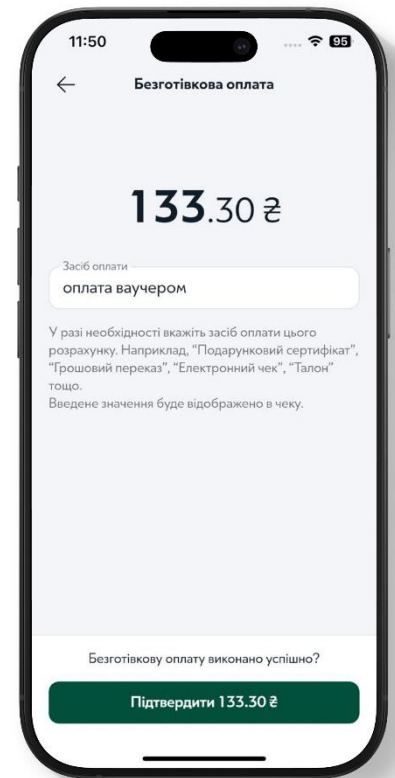 11:50
95
Безготівкова оплата
133.30 ₴
Засіб оплати
оплата ваучером
У разі необхідності вкажіть засіб оплати цього
розрахунку. Наприклад, “Подарунковий сертифікат”,
“Грошовий переказ”, “Електронний чек”, “Талон”
тощо.
Введене значення буде відображено в чеку.
Безготівкову оплату виконано успішно?
Підтвердити 133.30 ₴